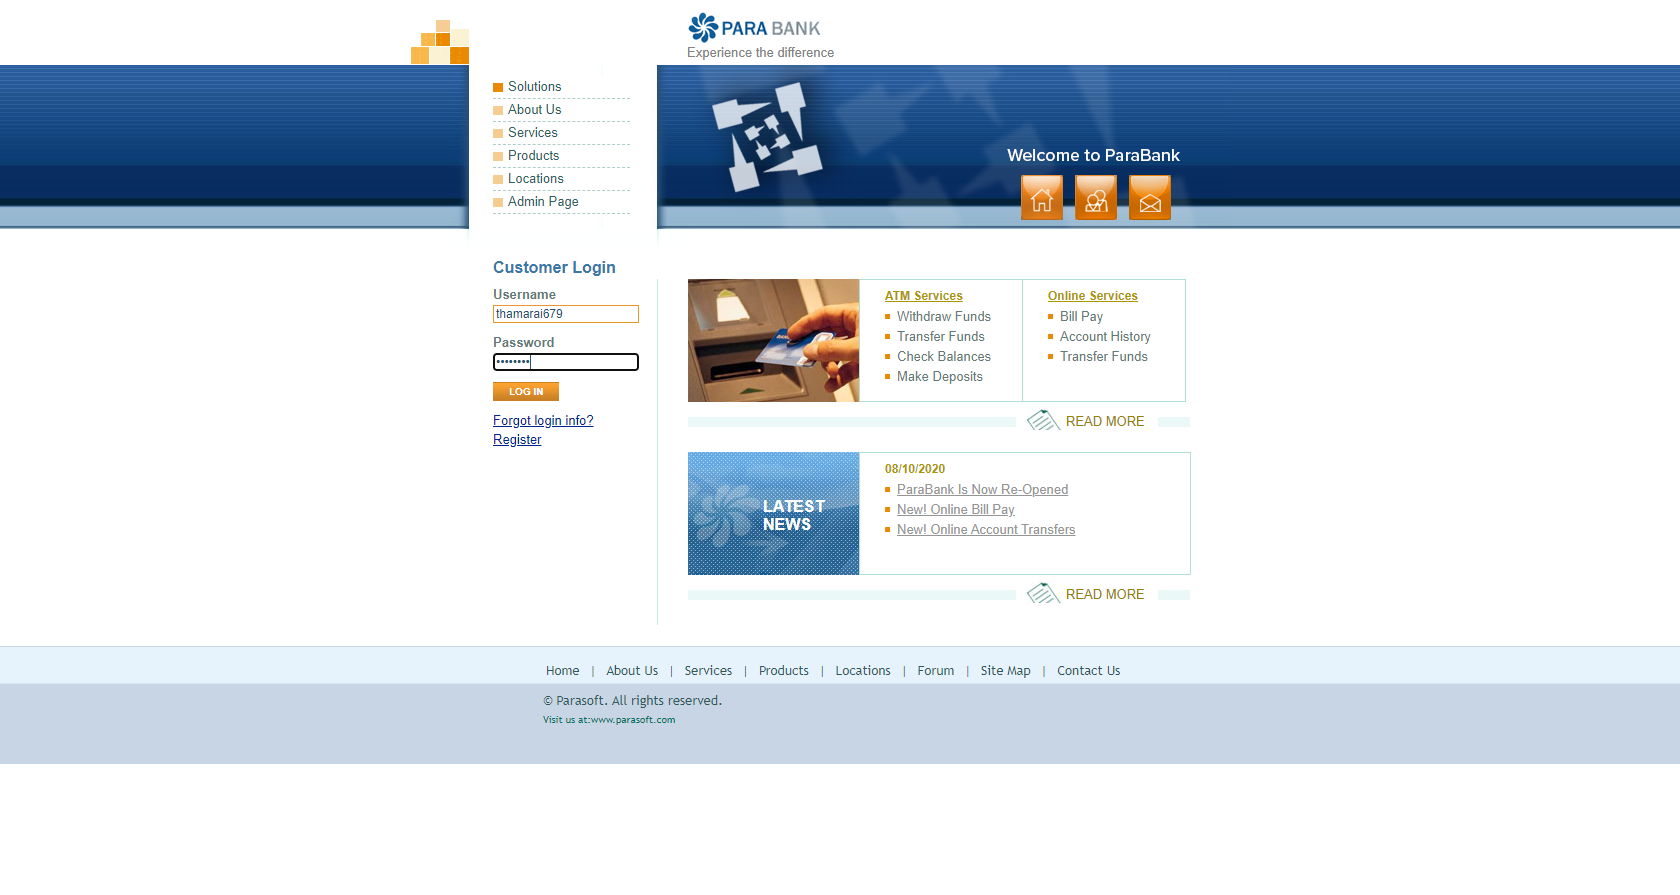 PARA BANK
Experience the difference
Solutions
About Us
Services
Products
Locations
Admin Page
Welcome to ParaBank
Customer Login
Username
thamarai679
Password
••••••••
LOG IN
Forgot login info?
Register
ATM Services
Withdraw Funds
Transfer Funds
Check Balances
Make Deposits
Online Services
Bill Pay
Account History
Transfer Funds
READ MORE
LATEST
NEWS
08/10/2020
ParaBank Is Now Re-Opened
New! Online Bill Pay
New! Online Account Transfers
READ MORE
Home | About Us | Services | Products | Locations | Forum | Site Map | Contact Us
© Parasoft. All rights reserved.
Visit us at:www.parasoft.com